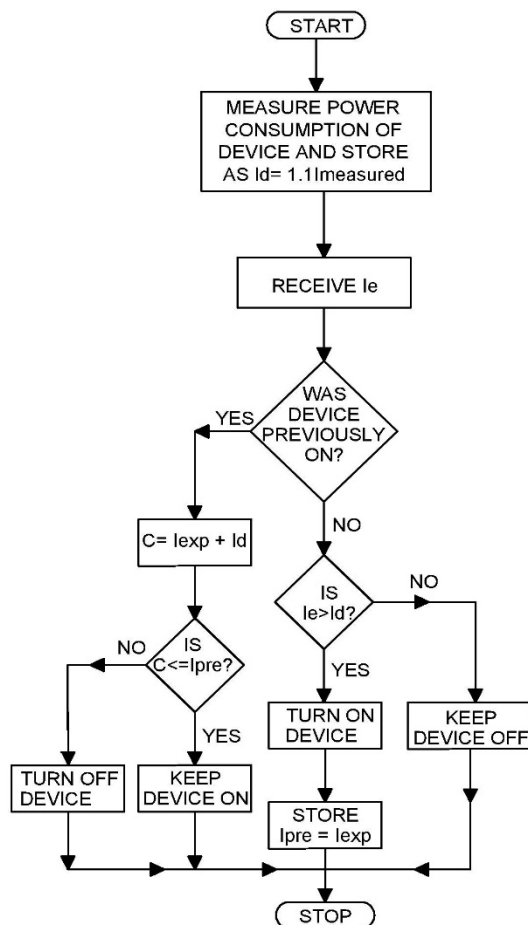 START
MEASURE POWER
CONSUMPTION OF
DEVICE AND STORE
AS Id= 1.1Imeasured
RECEIVE Ie
WAS
DEVICE
PREVIOUSLY
ON?
YES
NO
C= Iexp + Id
IS
C<=Ipre?
NO
YES
TURN OFF
DEVICE
KEEP
DEVICE ON
IS
Ie>Id?
NO
YES
TURN ON
DEVICE
KEEP
DEVICE OFF
STORE
Ipre = Iexp
STOP